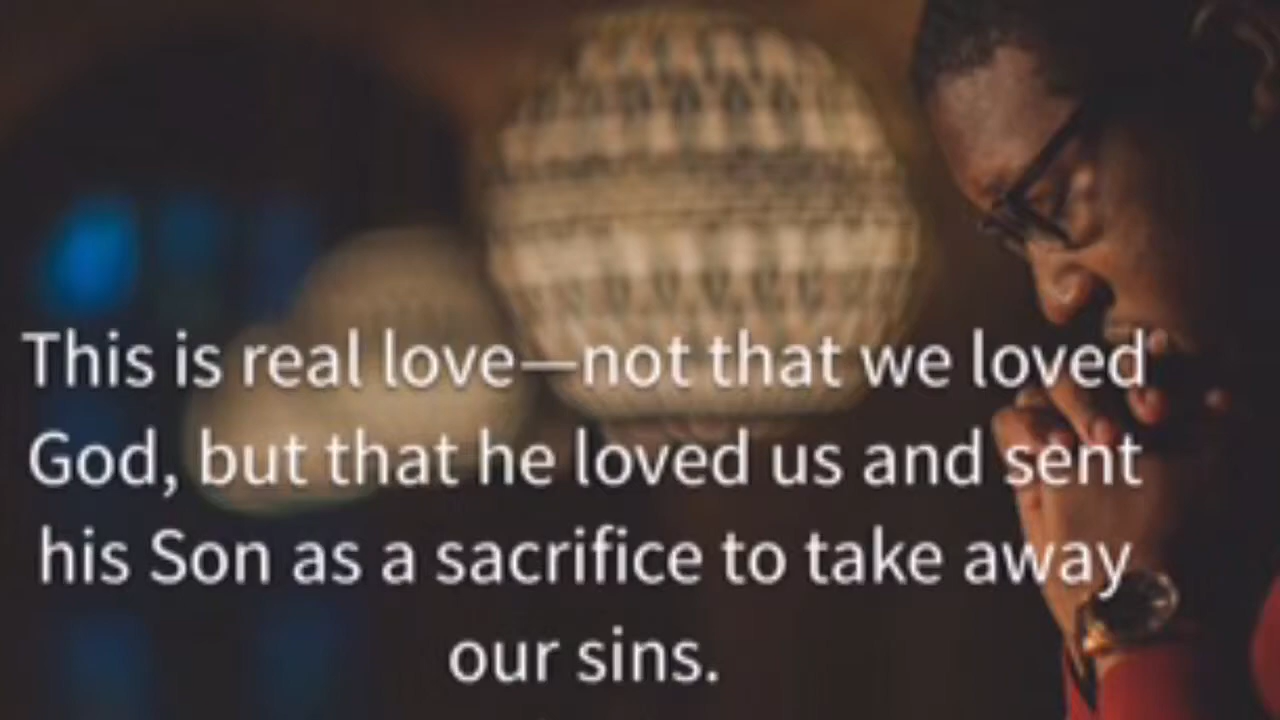 This is real love—not that we loved
God, but that he loved us and sent
his Son as a sacrifice to take away
our sins.